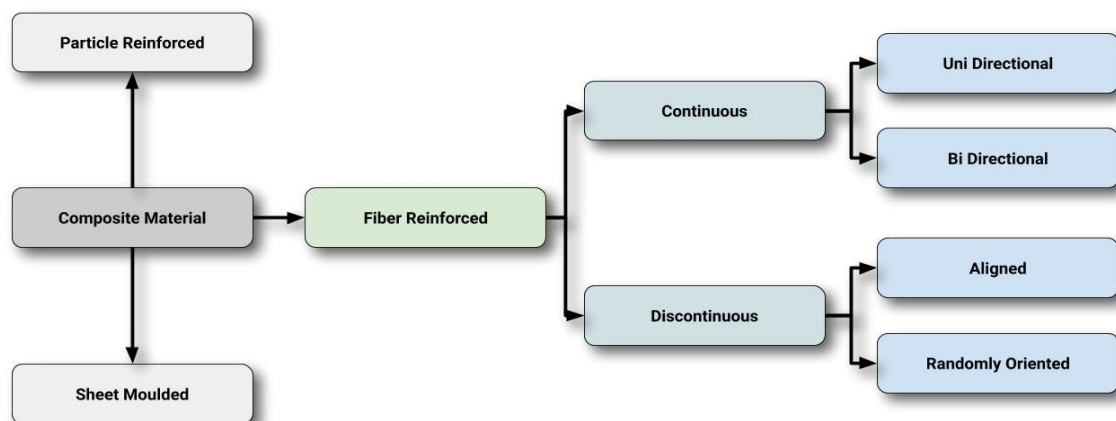 Particle Reinforced
Composite Material
Sheet Moulded
Fiber Reinforced
Continuous
Discontinuous
Uni Directional
Bi Directional
Aligned
Randomly Oriented